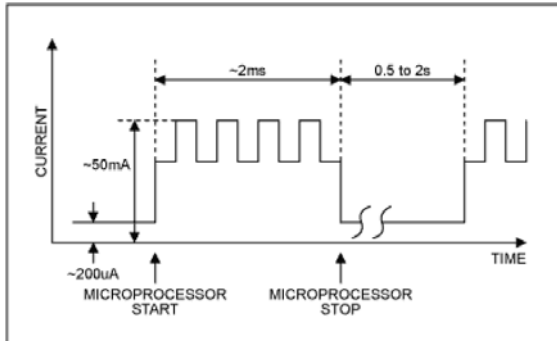 ~2ms
0.5 to 2s
CURRENT
~50mA
~200uA
TIME
MICROPROCESSOR
START
MICROPROCESSOR
STOP